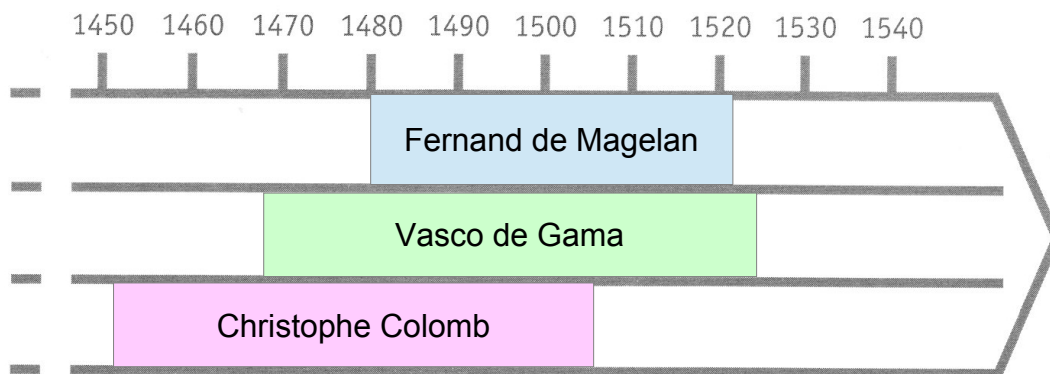 1450 1460 1470 1480 1490 1500 1510 1520 1530 1540
Fernand de Magelan
Vasco de Gama
Christophe Colomb